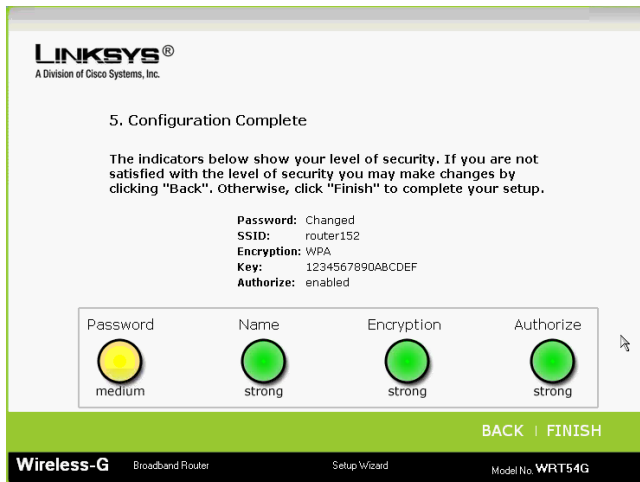 LINKSYS®
A Division of Cisco Systems, Inc.
5. Configuration Complete
The indicators below show your level of security. If you are not
satisfied with the level of security you may make changes by
clicking "Back". Otherwise, click "Finish" to complete your setup.
Password: Changed
SSID: router152
Encryption: WPA
Key: 1234567890ABCDEF
Authorize: enabled
Password Name Encryption Authorize
medium strong strong strong
BACK | FINISH
Wireless-G Broadband Router Setup Wizard Model No. WRT54G